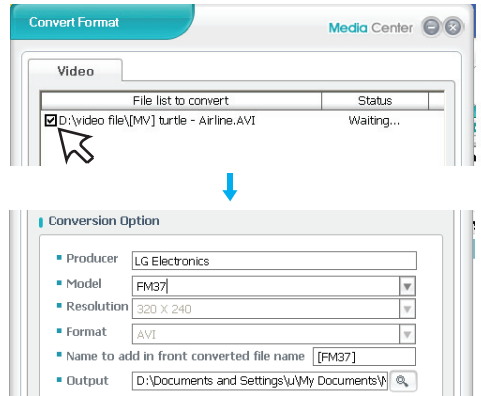 Convert Format
Media Center
Video
File list to convert Status
D:\video file\[MV] turtle - Airline.AVI Waiting...
Conversion Option
Producer LG Electronics
Model FM37
Resolution 320 X 240
Format AVI
Name to add in front converted file name [FM37]
Output D:\Documents and Settings\u\My Documents\